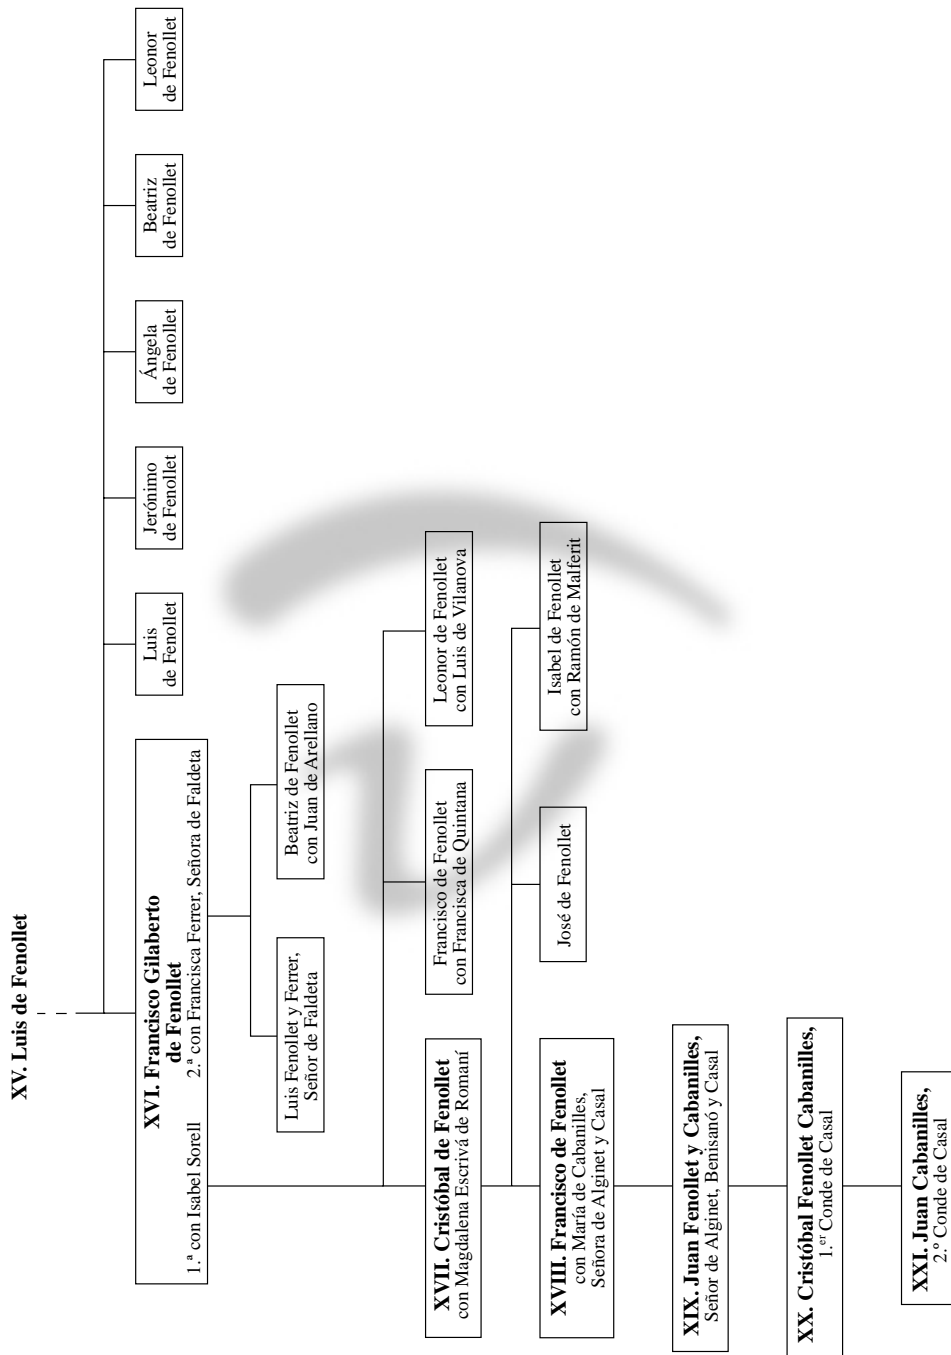 XV. Luis de Fenollet
XVI. Francisco Gilaberto
de Fenollet
1.ª con Isabel Sorell 2.ª con Francisca Ferrer, Señora de Faldeta
Luis
de Fenollet
Jerónimo
de Fenollet
Ángela
de Fenollet
Beatriz
de Fenollet
Leonor
de Fenollet
Luis Fenollet y Ferrer,
Señor de Faldeta
Beatriz de Fenollet
con Juan de Arellano
XVII. Cristóbal de Fenollet
con Magdalena Escrivá de Romaní
Francisco de Fenollet
con Francisca de Quintana
Leonor de Fenollet
con Luis de Vilanova
XVIII. Francisco de Fenollet
con María de Cabanilles,
Señora de Alginet y Casal
José de Fenollet
Isabel de Fenollet
con Ramón de Malferit
XIX. Juan Fenollet y Cabanilles,
Señor de Alginet, Benisanó y Casal
XX. Cristóbal Fenollet Cabanilles,
1.er Conde de Casal
XXI. Juan Cabanilles,
2.º Conde de Casal